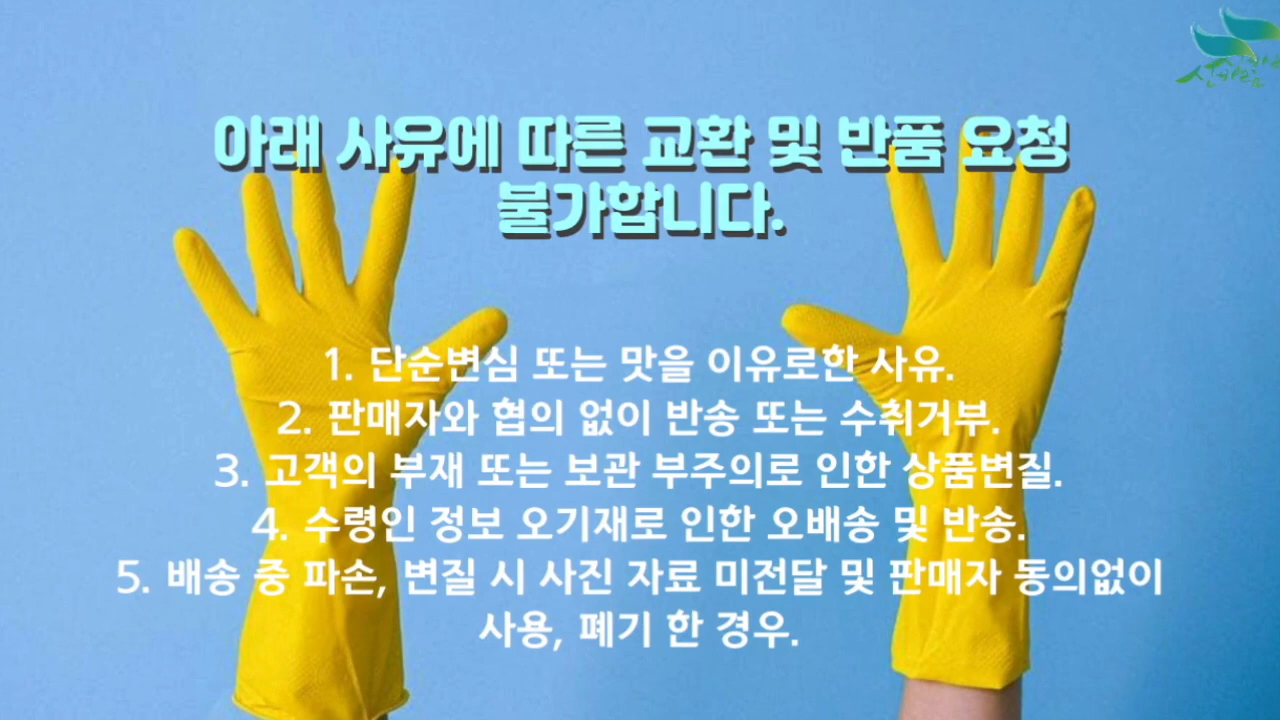 아래 사유에 따른 교환 및 반품 요청
불가합니다.
1. 단순변심 또는 맛을 이유로한 사유.
2. 판매자와 협의 없이 반송 또는 수취거부.
3. 고객의 부재 또는 보관 부주의로 인한 상품변질.
4. 수령인 정보 오기재로 인한 오배송 및 반송.
5. 배송 중 파손, 변질 시 사진 자료 미전달 및 판매자 동의없이
사용, 폐기 한 경우.